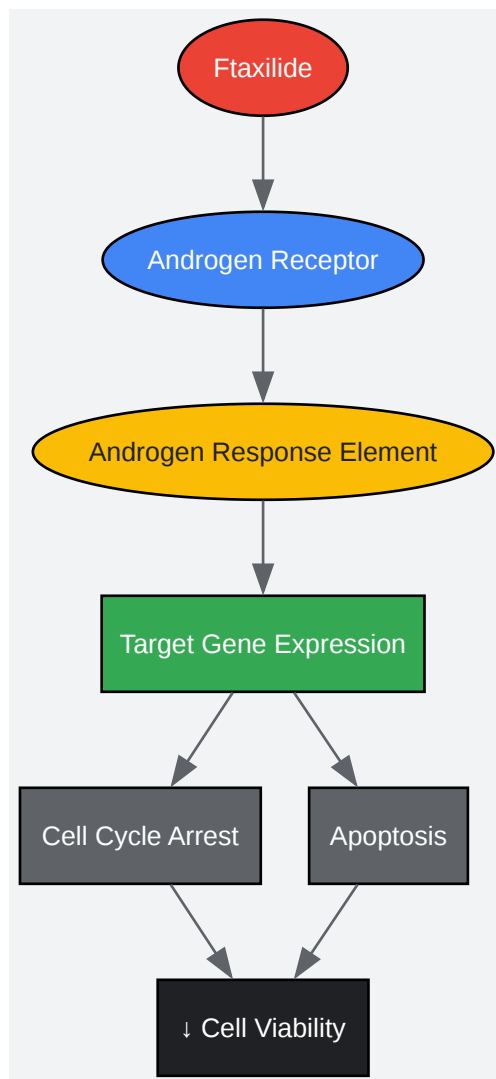 Ftaxilide
Androgen Receptor
Androgen Response Element
Target Gene Expression
Cell Cycle Arrest
Apoptosis
↓ Cell Viability